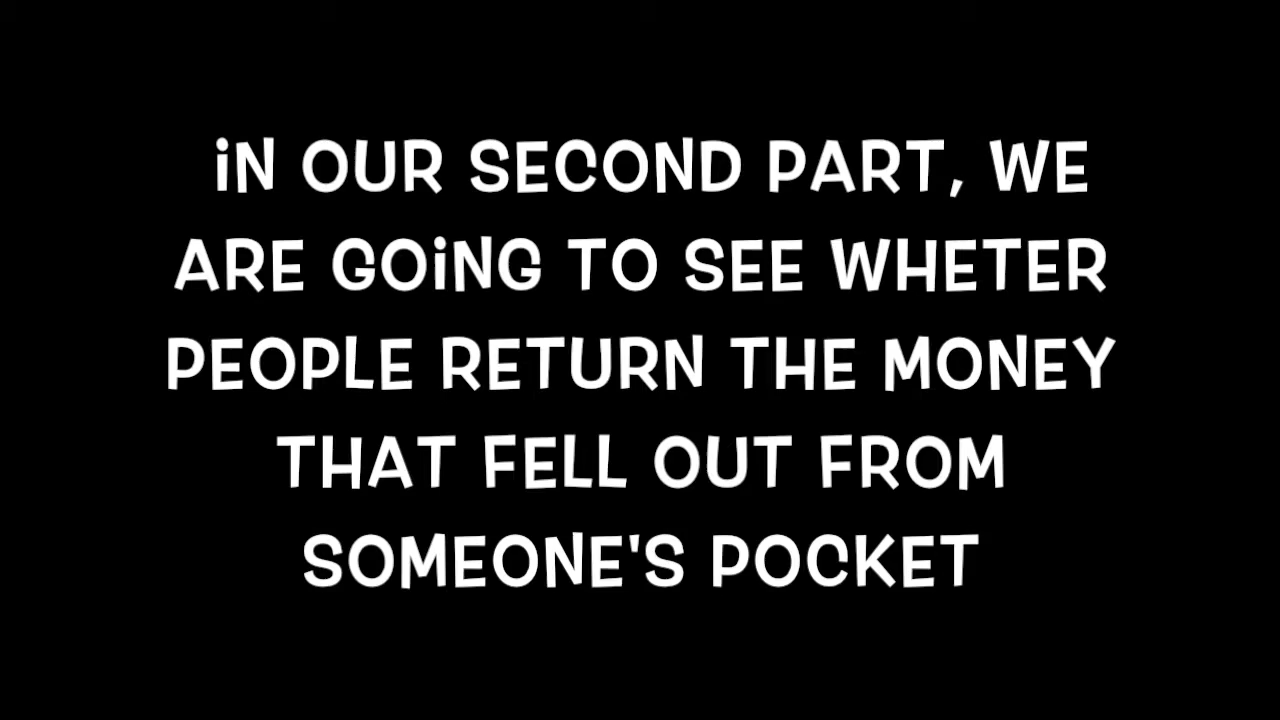 iN OUR SECOND PART, WE
ARE GOiNG TO SEE WHETER
PEOPLE RETURN THE MONEY
THAT FELL OUT FROM
SOMEONE'S POCKET